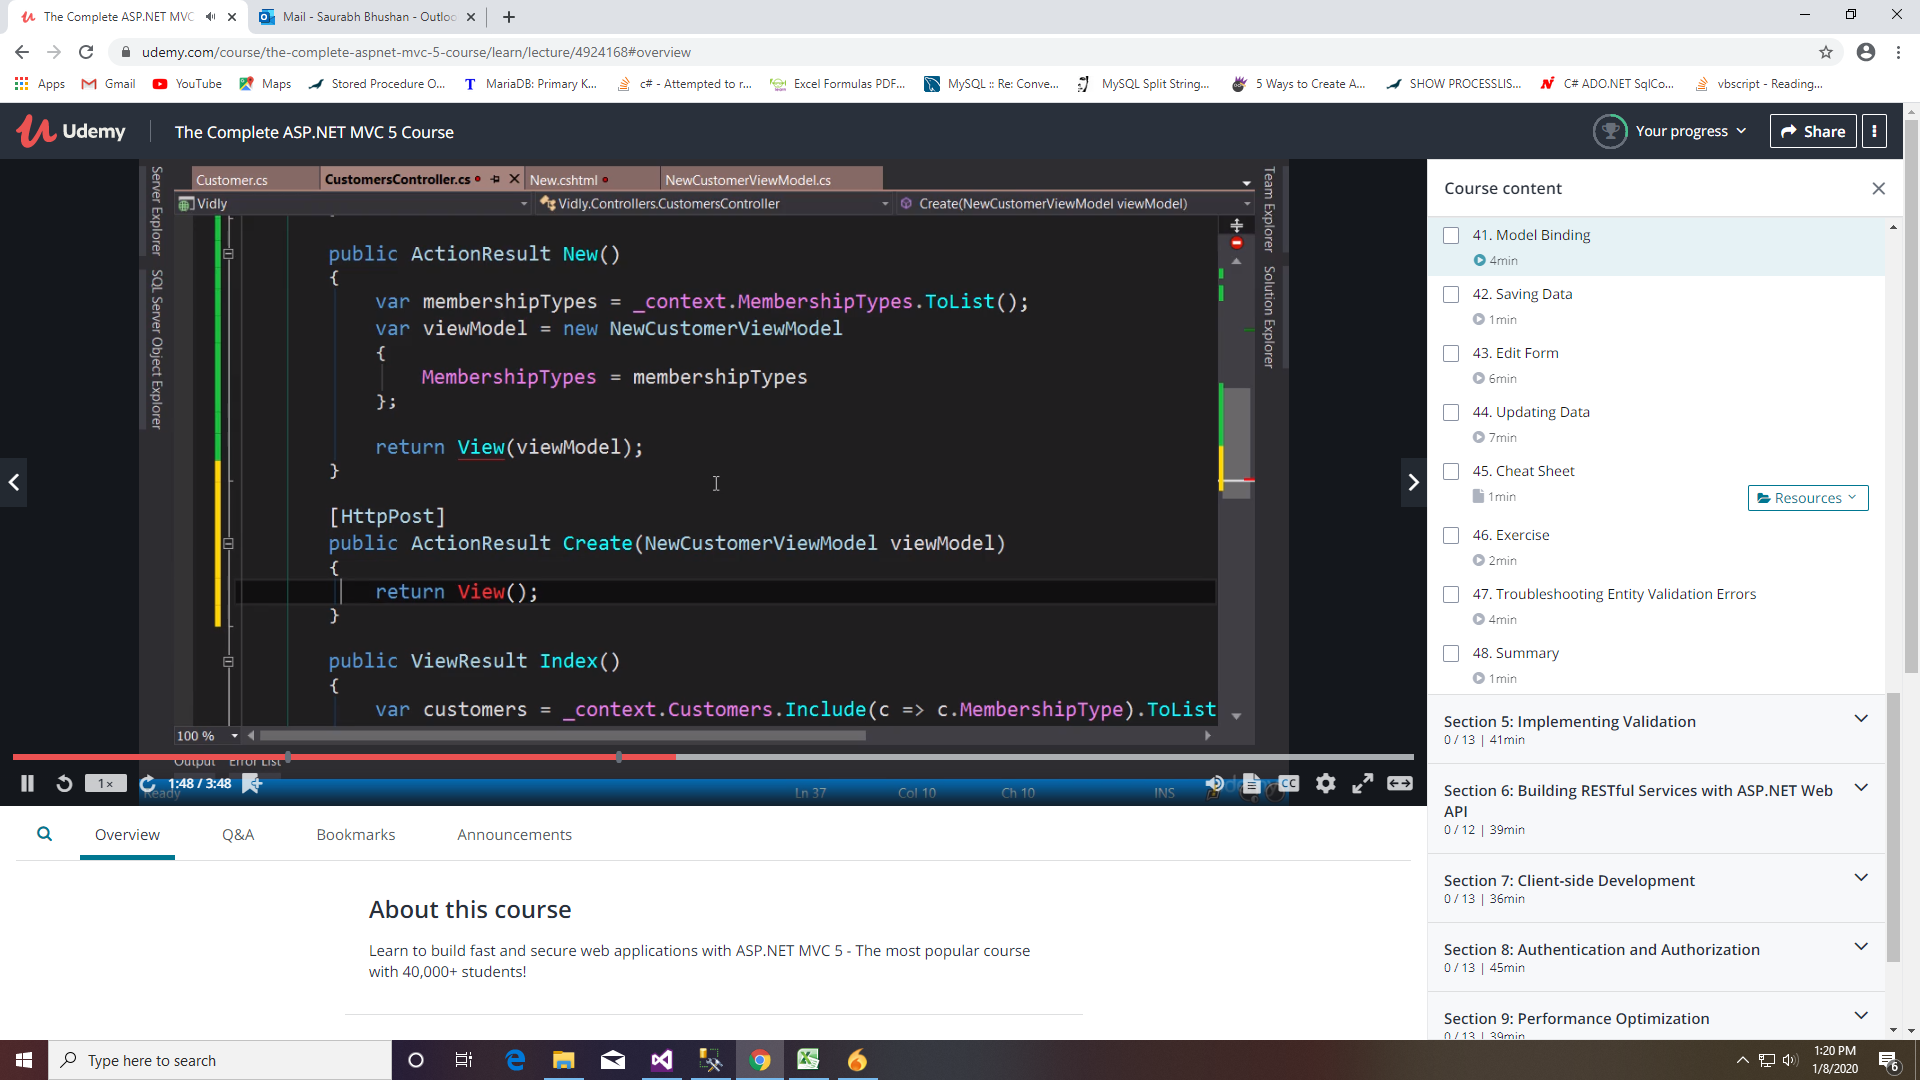 The Complete ASP.NET MVC
Mail - Saurabh Bhushan - Outloo
udemy.com/course/the-complete-aspnet-mvc-5-course/learn/lecture/4924168#overview
Apps
Gmail
YouTube
Maps
Stored Procedure O...
MariaDB: Primary K...
c# - Attempted to r...
Excel Formulas PDF...
MySQL :: Re: Conve...
MySQL Split String...
5 Ways to Create A...
SHOW PROCESSLIS...
C# ADO.NET SqlCo...
vbscript - Reading...
Udemy
The Complete ASP.NET MVC 5 Course
Your progress
Share
Server Explorer
SQL Server Object Explorer
Customer.cs
CustomersController.cs
New.cshtml
NewCustomerViewModel.cs
Vidly
Vidly.Controllers.CustomersController
Create(NewCustomerViewModel viewModel)
Team Explorer
Solution Explorer
public ActionResult New()
{
var membershipTypes = _context.MembershipTypes.ToList();
var viewModel = new NewCustomerViewModel
{
MembershipTypes = membershipTypes
};
return View(viewModel);
}
[HttpPost]
public ActionResult Create(NewCustomerViewModel viewModel)
{
return View();
}
public ViewResult Index()
{
var customers = _context.Customers.Include(c => c.MembershipType).ToList
100 %
Output
Error List
1x
1:48 / 3:48
CC
Ready
Ln 37
Col 10
Ch 10
INS
Course content
41. Model Binding
4min
42. Saving Data
1min
43. Edit Form
6min
44. Updating Data
7min
45. Cheat Sheet
1min
Resources
46. Exercise
2min
47. Troubleshooting Entity Validation Errors
4min
48. Summary
1min
Section 5: Implementing Validation
0 / 13 | 41min
Section 6: Building RESTful Services with ASP.NET Web
API
0 / 12 | 39min
Section 7: Client-side Development
0 / 13 | 36min
Section 8: Authentication and Authorization
0 / 13 | 45min
Section 9: Performance Optimization
0 / 13 | 39min
Overview
Q&A
Bookmarks
Announcements
About this course
Learn to build fast and secure web applications with ASP.NET MVC 5 - The most popular course
with 40,000+ students!
Type here to search
1:20 PM
1/8/2020
6